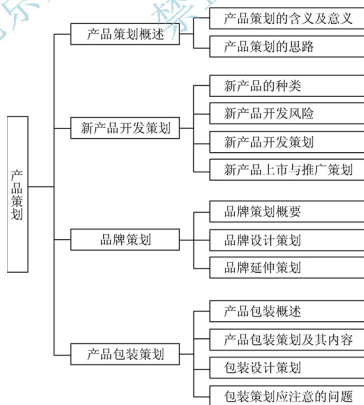 产品策划
产品策划概述
产品策划的含义及意义
产品策划的思路
新产品开发策划
新产品的种类
新产品开发风险
新产品开发策划
新产品上市与推广策划
品牌策划
品牌策划概要
品牌设计策划
品牌延伸策划
产品包装策划
产品包装概述
产品包装策划及其内容
包装设计策划
包装策划应注意的问题